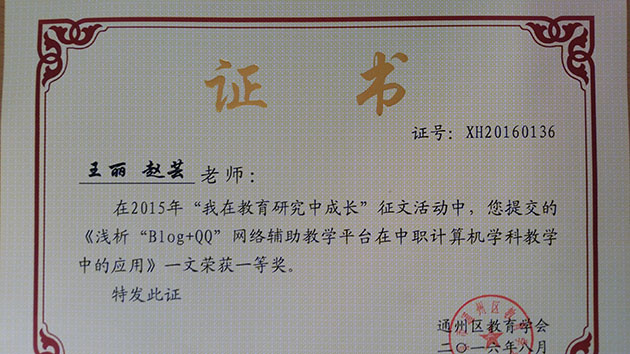 证 书
证号：XH20160136
王丽 赵芸 老师：
在2015年“我在教育研究中成长”征文活动中，您提交的
《浅析“Blog+QQ”网络辅助教学平台在中职计算机学科教学
中的应用》一文荣获一等奖。
特发此证
通州区教育学会
二〇一六年八月